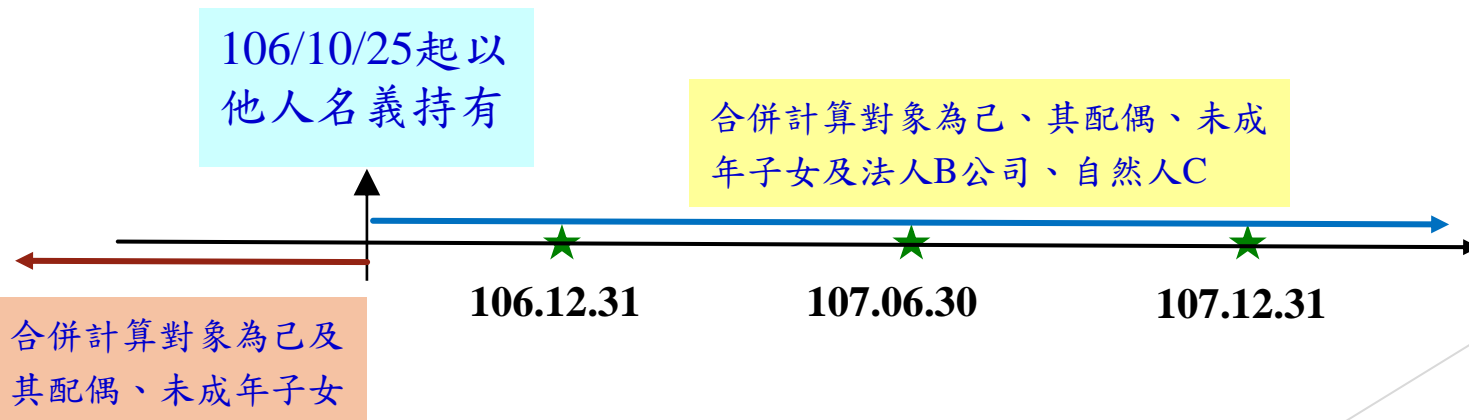 106/10/25起以
他人名義持有
合併計算對象為己、其配偶、未成
年子女及法人B公司、自然人C
106.12.31
107.06.30
107.12.31
合併計算對象為己及
其配偶、未成年子女